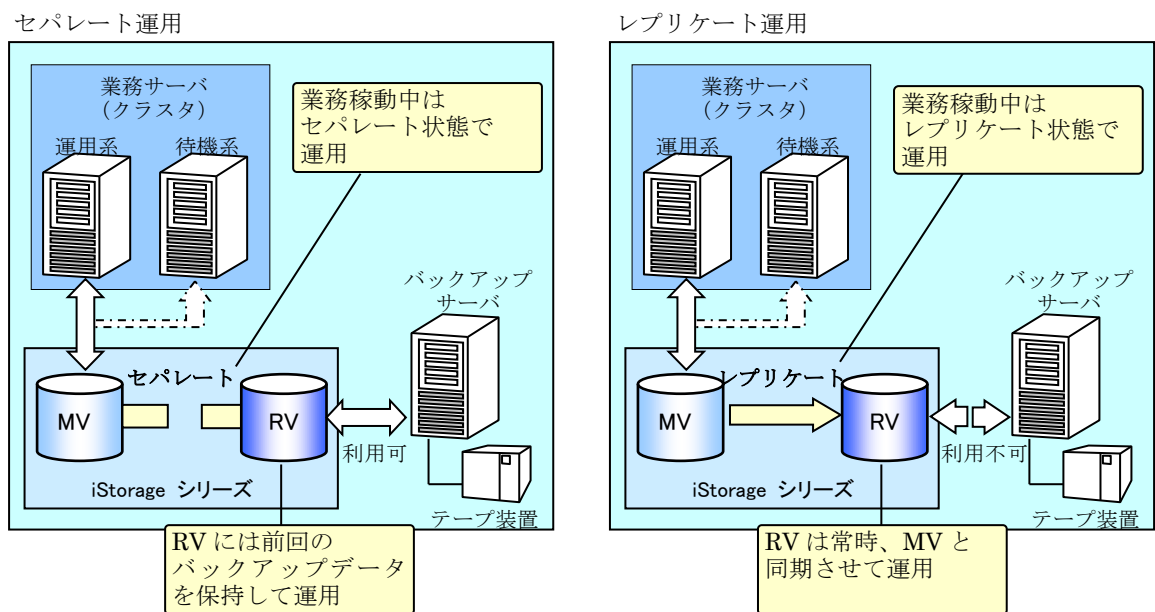 セパレート運用
業務サーバ
(クラスタ)
運用系
待機系
業務稼動中は
セパレート状態で
運用
バックアップ
サーバ
セパレート
MV
RV
利用可
iStorage シリーズ
テープ装置
RV には前回の
バックアップデータ
を保持して運用
レプリケート運用
業務サーバ
(クラスタ)
運用系
待機系
業務稼動中は
レプリケート状態で
運用
バックアップ
サーバ
レプリケート
MV
RV
利用不可
iStorage シリーズ
テープ装置
RV は常時、MV と
同期させて運用